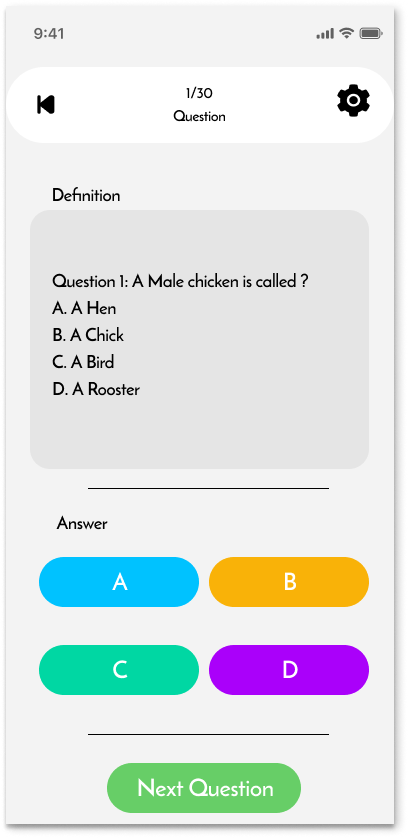 9:41
1/30
Question
Definition
Question 1: A Male chicken is called ?
A. A Hen
B. A Chick
C. A Bird
D. A Rooster
Answer
A
B
C
D
Next Question